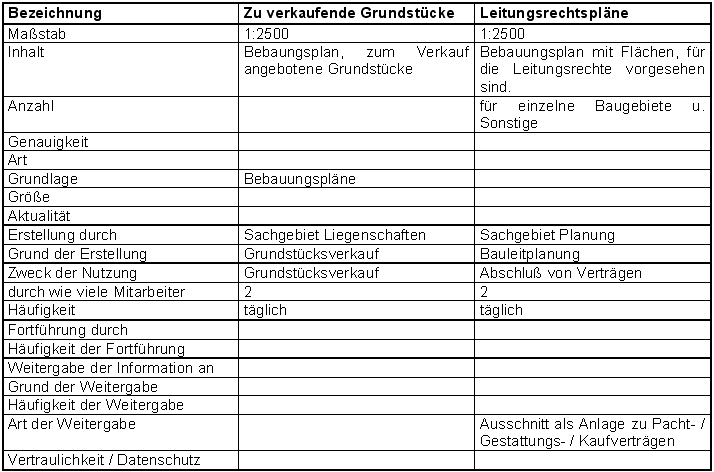 Bezeichnung Zu verkaufende Grundstücke Leitungsrechtspläne
Maßstab 1:2500 1:2500
Inhalt Bebaungsplan, zum Verkauf Bebauungsplan mit Flächen, für
angebotene Grundstücke die Leitungsrechte vorgesehen
sind.
Anzahl für einzelne Baugebiete u.
Sonstige
Genauigkeit
Art
Grundlage Bebauungspläne
Größe
Aktualität
Erstellung durch Sachgebiet Liegenschaften Sachgebiet Planung
Grund der Erstellung Grundstücksverkauf Bauleitplanung
Zweck der Nutzung Grundstücksverkauf Abschluß von Verträgen
durch wie viele Mitarbeiter 2 2
Häufigkeit täglich täglich
Fortführung durch
Häufigkeit der Fortführung
Weitergabe der Information an
Grund der Weitergabe
Häufigkeit der Weitergabe
Art der Weitergabe Ausschnitt als Anlage zu Pacht- /
Gestattungs- / Kaufverträgen
Vertraulichkeit / Datenschutz